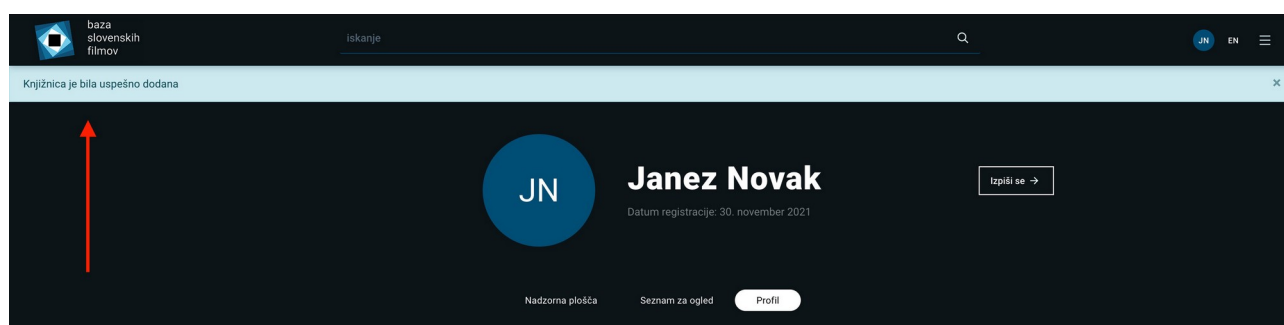 baza
slovenskih
filmov
iskanje
JN EN
Knjižnica je bila uspešno dodana ×
JN
Janez Novak
Izpiši se →
Datum registracije: 30. november 2021
Nadzorna plošča Seznam za ogled Profil